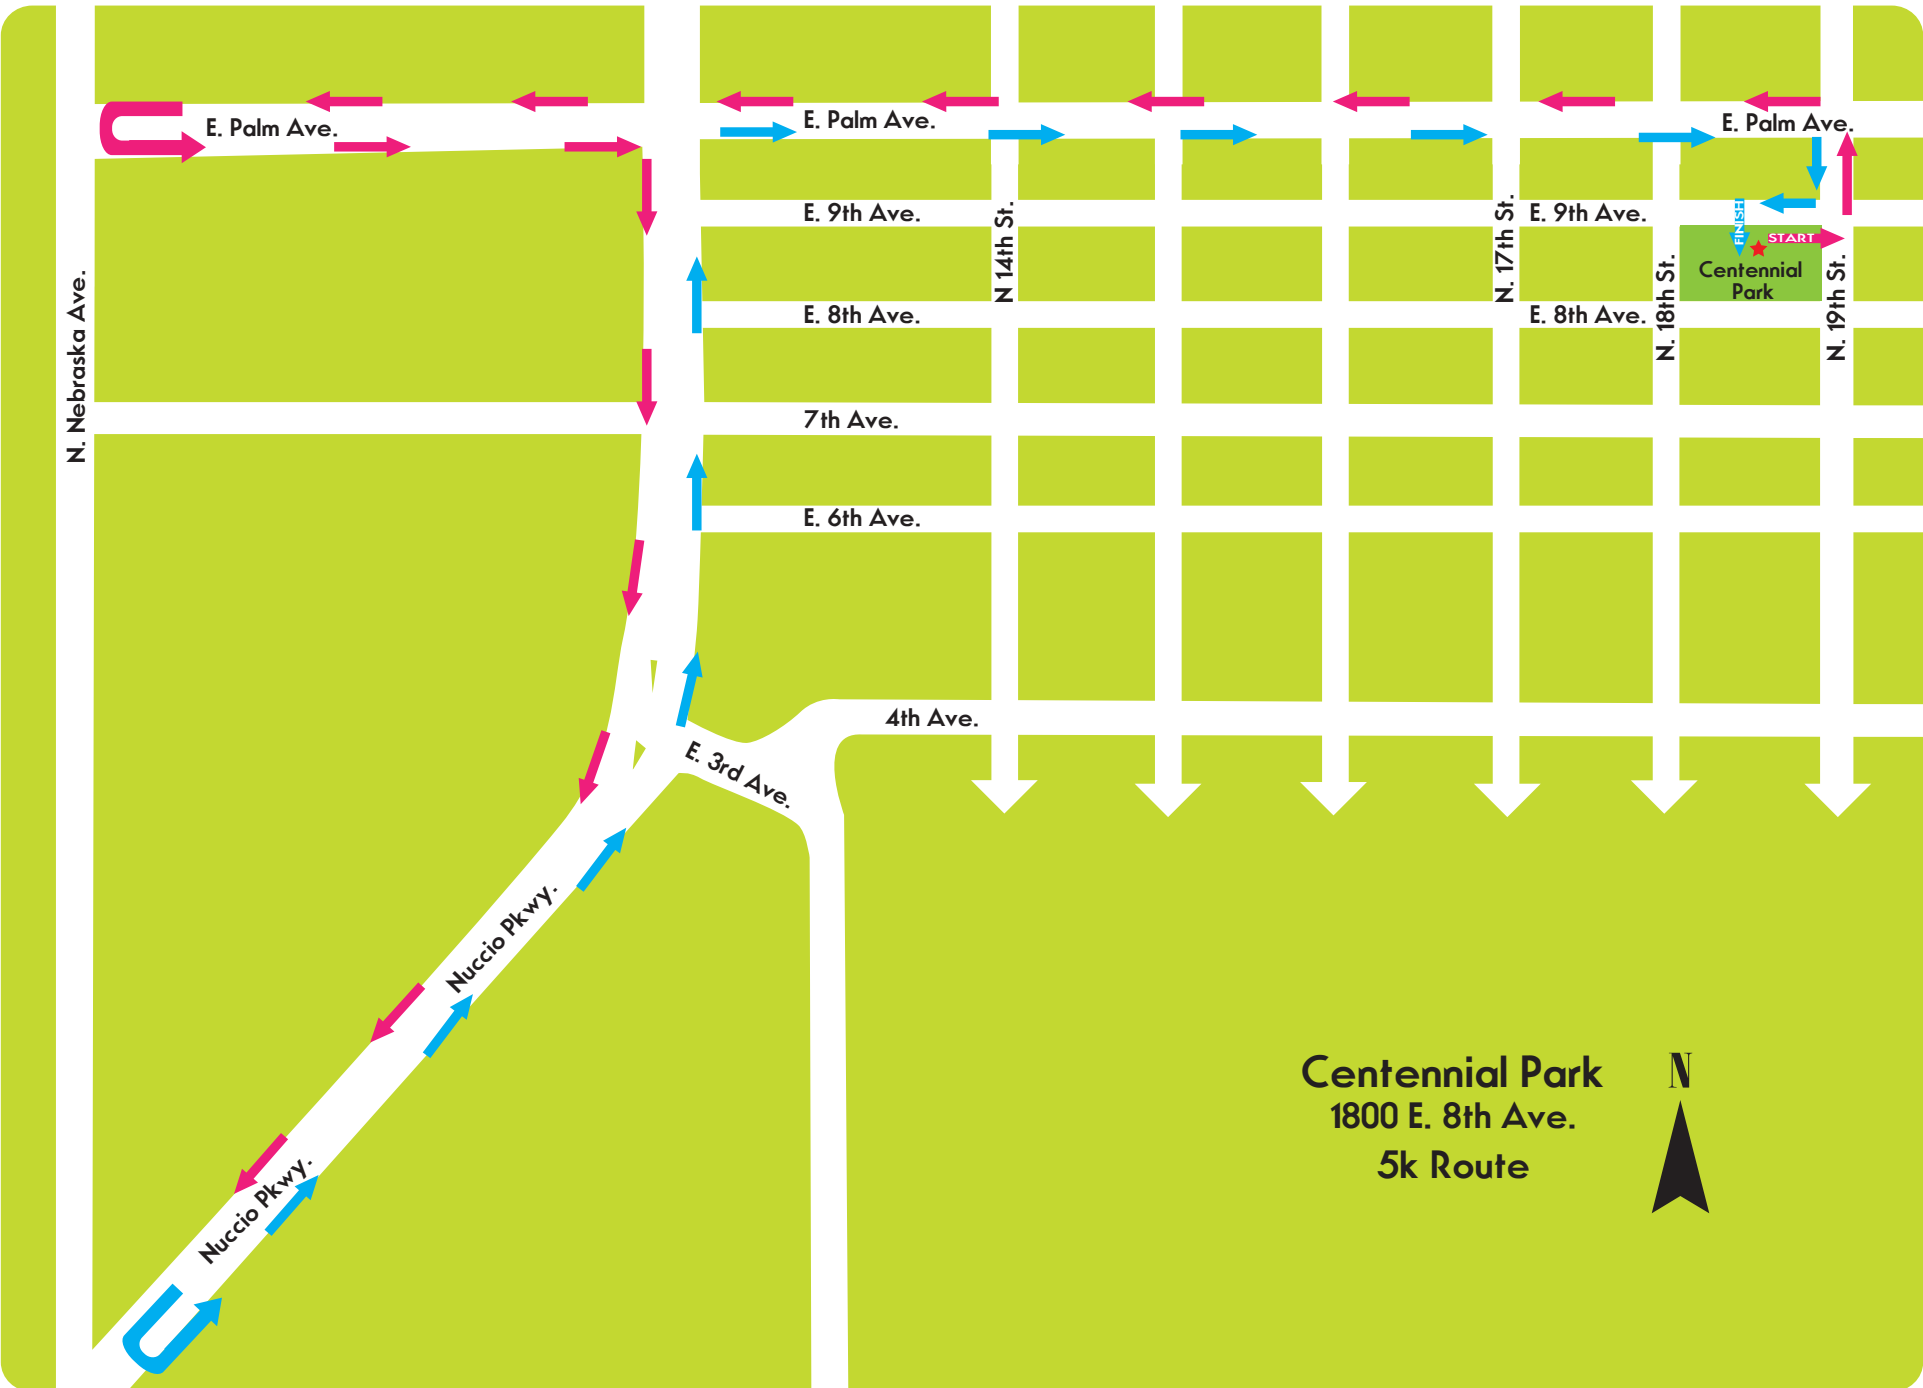 E. Palm Ave.
E. Palm Ave.
E. Palm Ave.
E. 9th Ave.
E. 9th Ave.
FINISH
START
Centennial
Park
N 14th St.
N. 17th St.
N. 18th St.
N. 19th St.
E. 8th Ave.
E. 8th Ave.
N. Nebraska Ave.
7th Ave.
E. 6th Ave.
4th Ave.
E. 3rd Ave.
Nuccio Pkwy.
Nuccio Pkwy.
Centennial Park
1800 E. 8th Ave.
5k Route
N